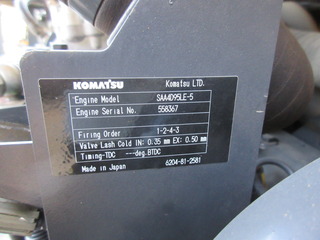 KOMATSU Komatsu LTD.
Engine Model SAA4D95LE-5
Engine Serial No. 558367
Firing Order 1-2-4-3
Valve Lash Cold IN: 0.35 mm EX: 0.50 mm
Timing-TDC ---deg.BTDC
Made in Japan 6204-81-2581